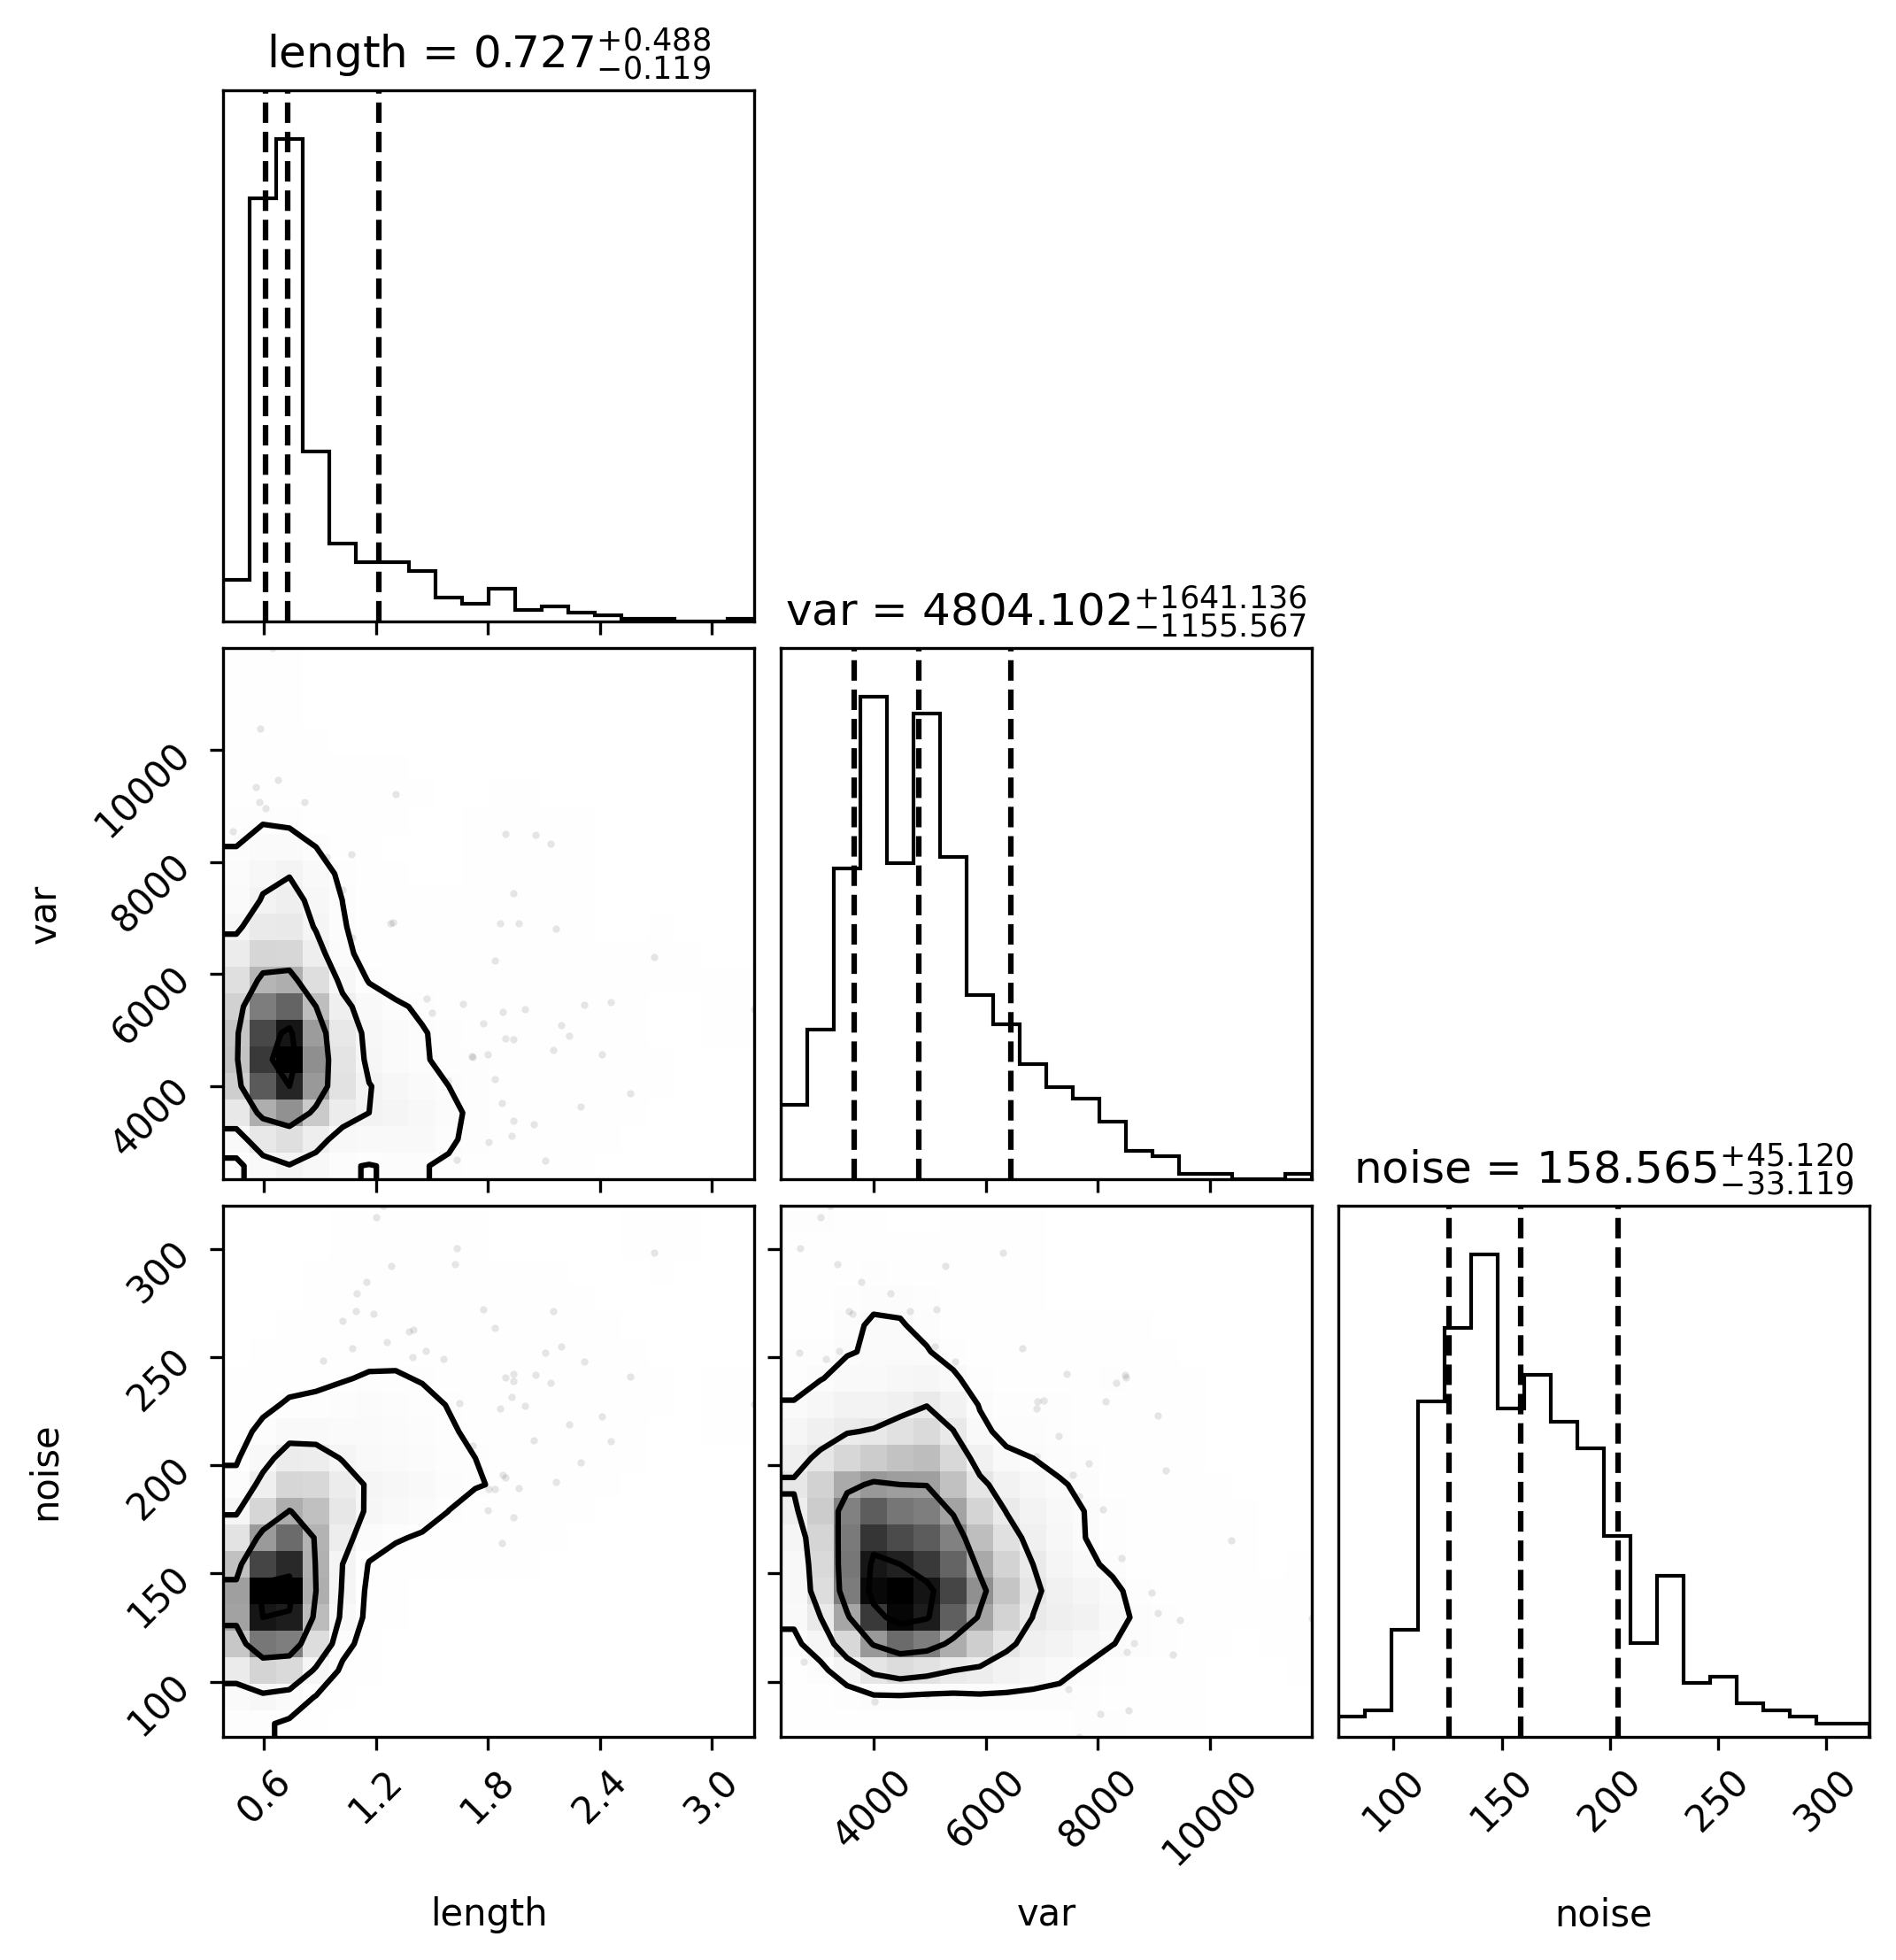 length = 0.727+0.488 −0.119
var = 4804.102+1641.136 −1155.567
10000
8000
6000
4000
var
noise = 158.565+45.120 −33.119
300
250
200
150
100
noise
0.6 1.2 1.8 2.4 3.0
4000 6000 8000 10000
100 150 200 250 300
length var noise